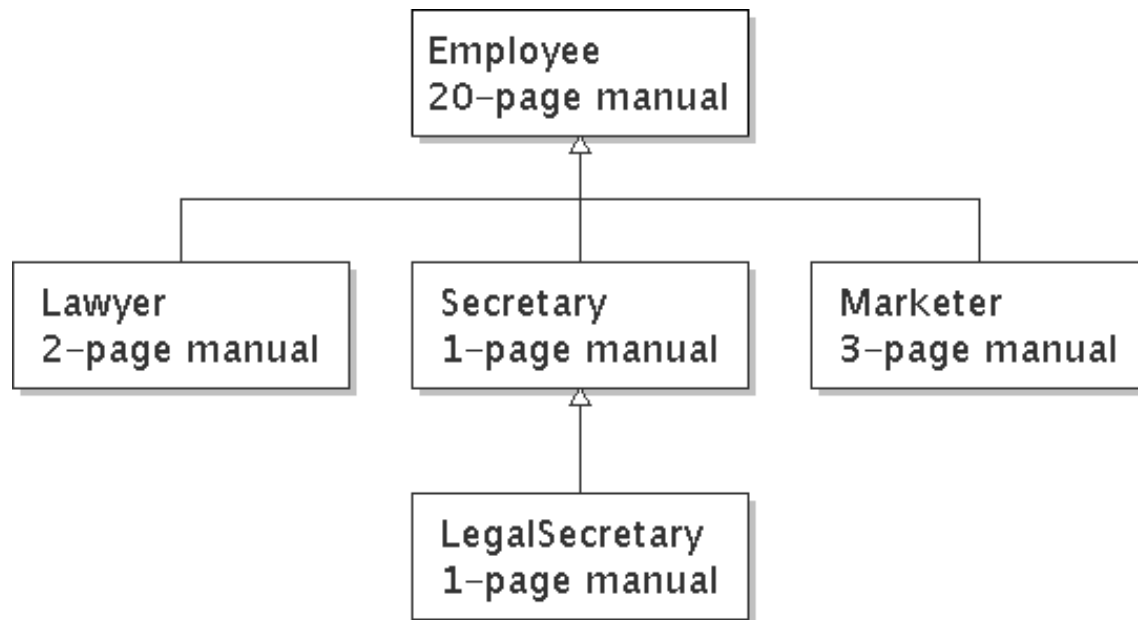 Employee
20-page manual
Lawyer
2-page manual
Secretary
1-page manual
Marketer
3-page manual
LegalSecretary
1-page manual